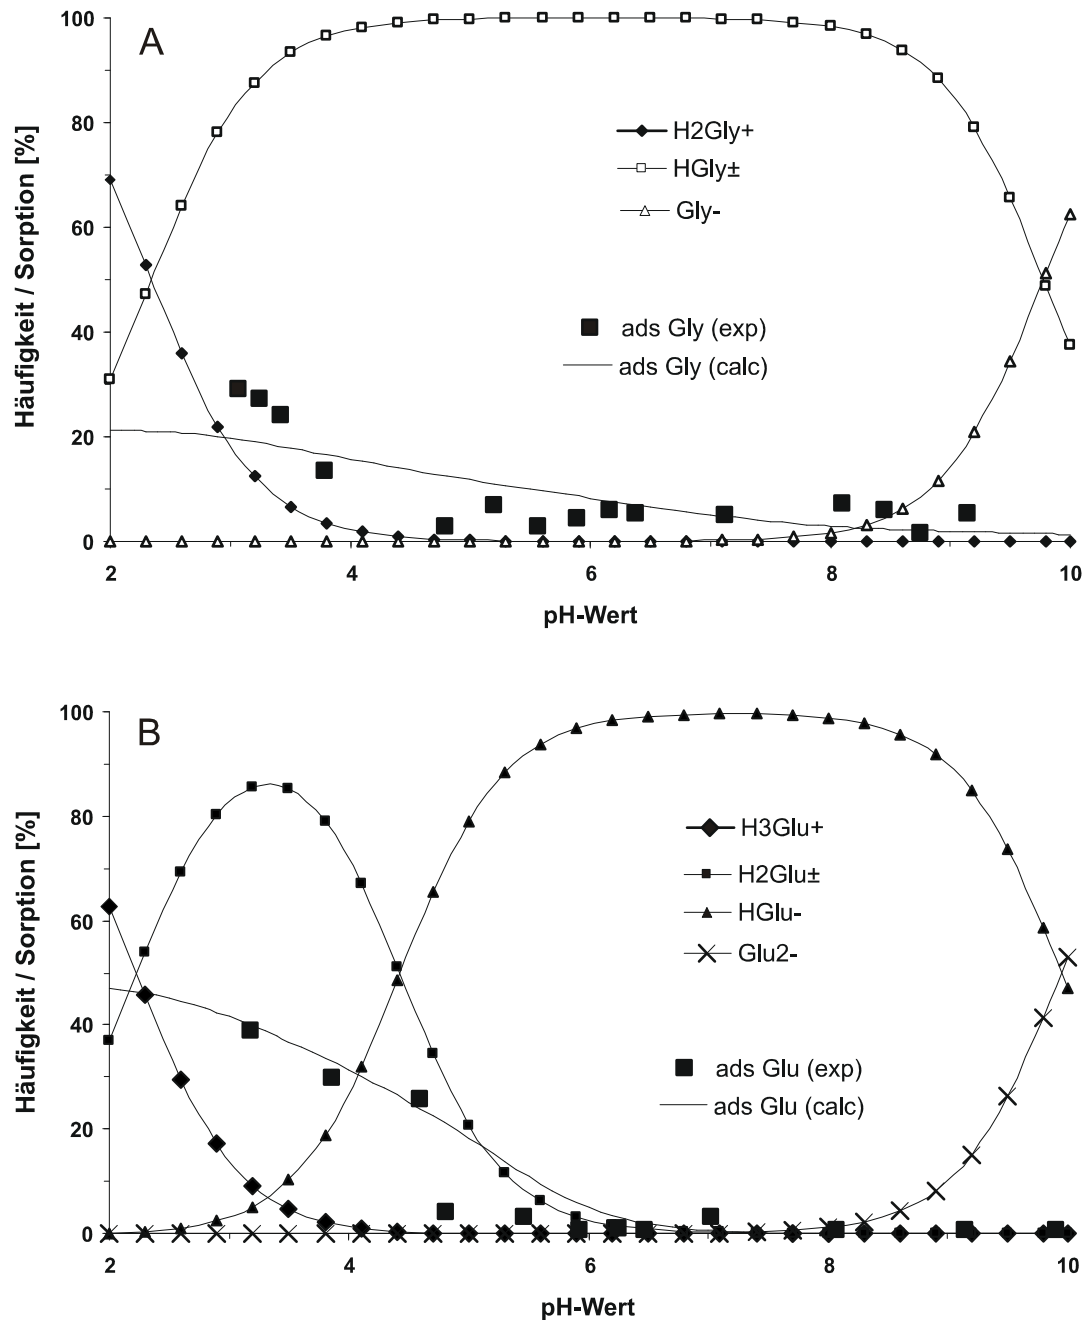 A
100
80
60
40
20
0
Häufigkeit / Sorption [%]
H2Gly+
HGly±
Gly-
ads Gly (exp)
ads Gly (calc)
2
4
6
8
10
pH-Wert
B
100
80
60
40
20
0
Häufigkeit / Sorption [%]
H3Glu+
H2Glu±
HGlu-
Glu2-
ads Glu (exp)
ads Glu (calc)
2
4
6
8
10
pH-Wert